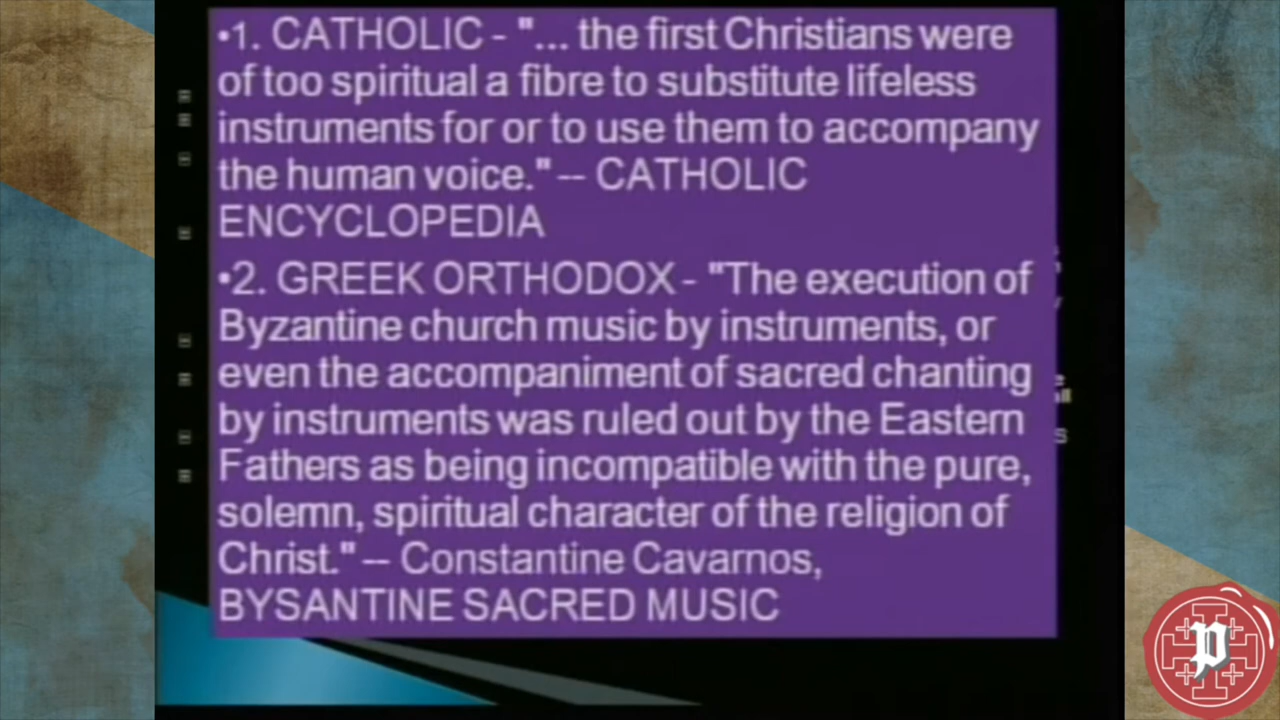 •1. CATHOLIC - "... the first Christians were
of too spiritual a fibre to substitute lifeless
instruments for or to use them to accompany
the human voice." -- CATHOLIC
ENCYCLOPEDIA
•2. GREEK ORTHODOX - "The execution of
Byzantine church music by instruments, or
even the accompaniment of sacred chanting
by instruments was ruled out by the Eastern
Fathers as being incompatible with the pure,
solemn, spiritual character of the religion of
Christ." -- Constantine Cavarnos,
BYSANTINE SACRED MUSIC
p